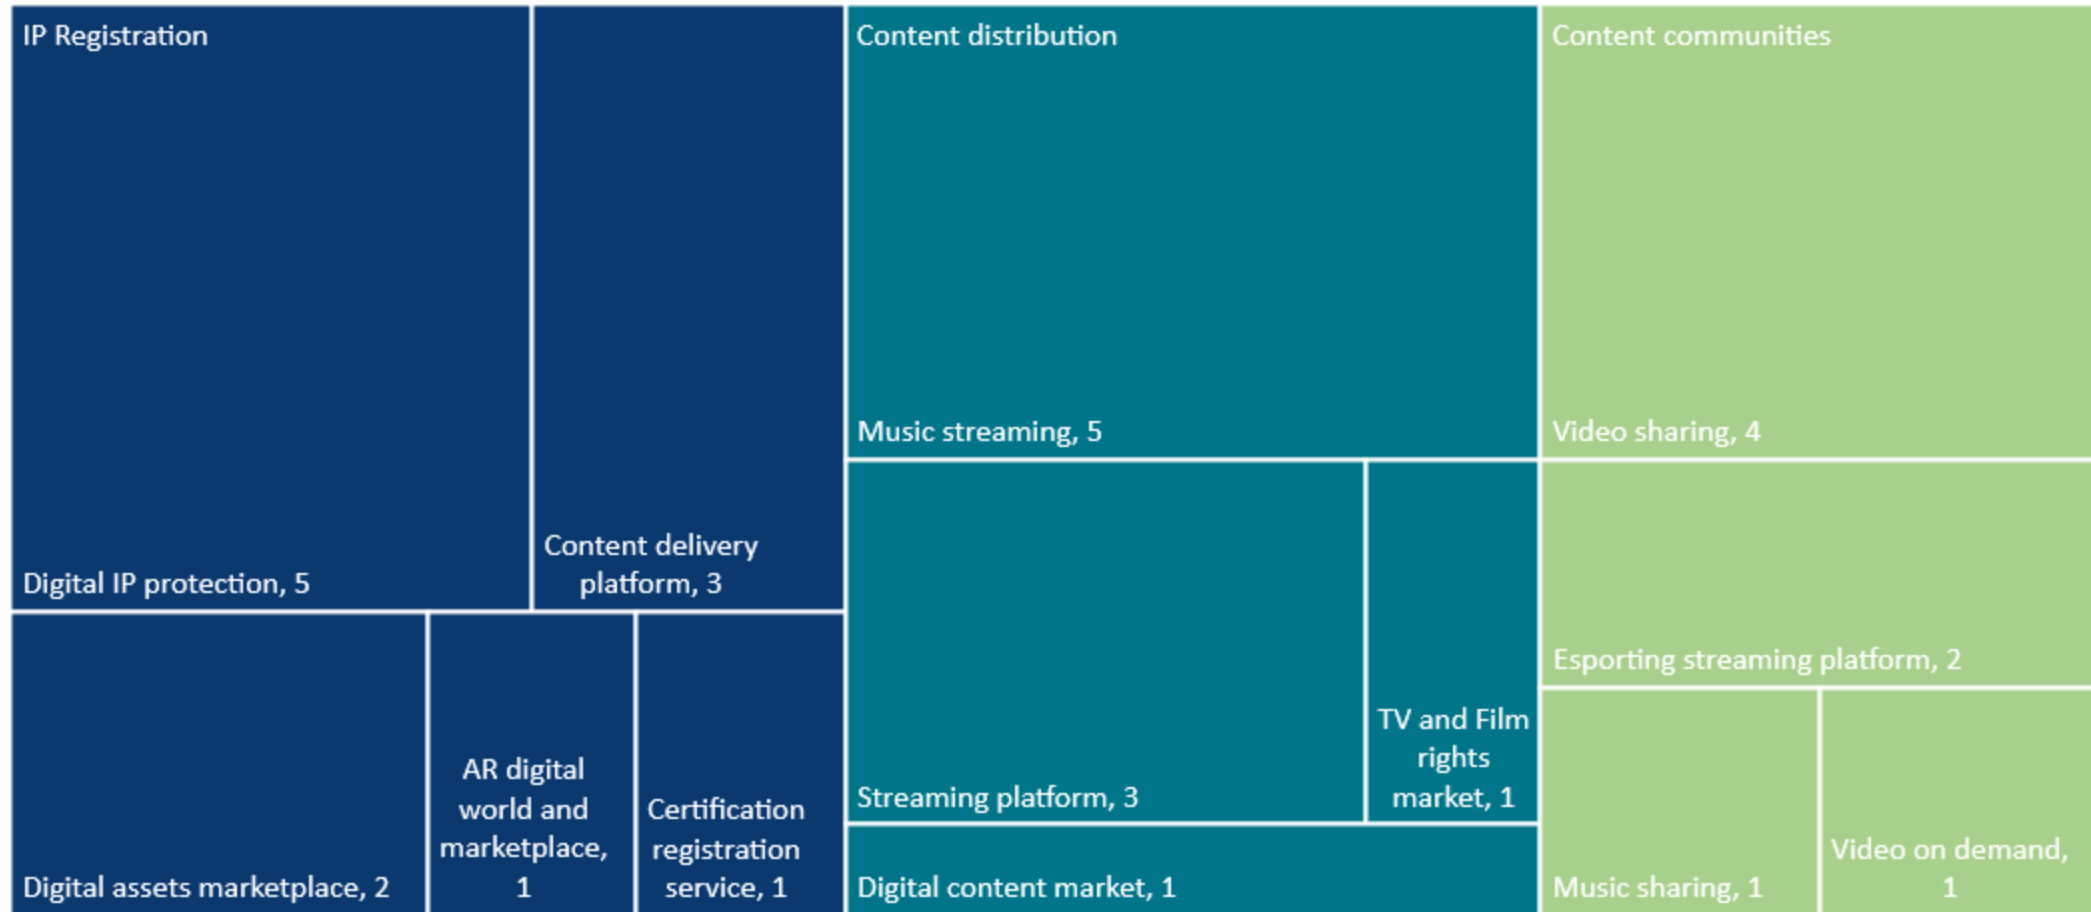 IP Registration
Digital IP protection, 5
Content delivery
platform, 3
Digital assets marketplace, 2
AR digital
world and
marketplace,
1
Certification
registration
service, 1
Content distribution
Music streaming, 5
Streaming platform, 3
TV and Film
rights
market, 1
Digital content market, 1
Content communities
Video sharing, 4
Esporting streaming platform, 2
Music sharing, 1
Video on demand,
1